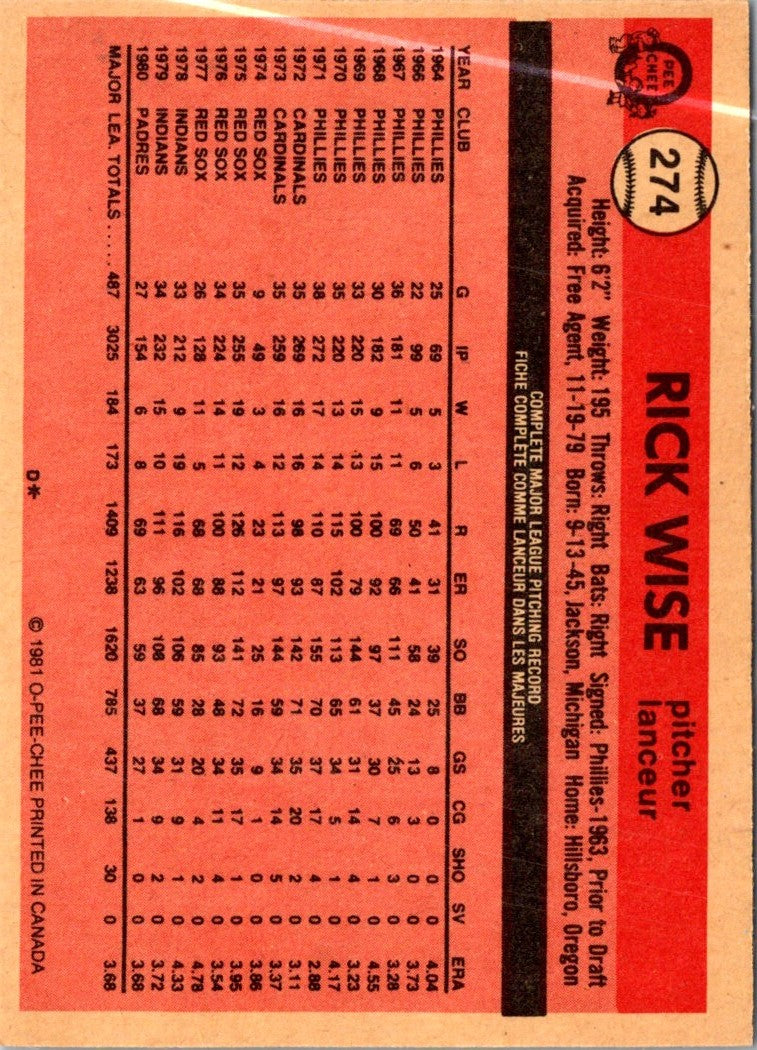 O PEE CHEE
274
RICK WISE
pitcher
lanceur
Height: 6'2" Weight: 195 Throws: Right Bats: Right Signed: Phillies-1963, Prior to Draft
Acquired: Free Agent, 11-19-79 Born: 9-13-45, Jackson, Michigan Home: Hillsboro, Oregon
COMPLETE MAJOR LEAGUE PITCHING RECORD
FICHE COMPLÈTE COMME LANCEUR DANS LES MAJEURES
YEAR CLUB G IP W L R ER SO BB GS CG SHO SV ERA
1964 PHILLIES 25 69 5 3 41 31 39 25 8 0 0 0 4.04
1966 PHILLIES 22 99 5 6 50 41 58 24 13 3 0 0 3.73
1967 PHILLIES 36 181 11 11 69 66 111 45 25 6 3 0 3.28
1968 PHILLIES 30 182 9 15 100 92 97 37 30 7 1 0 4.55
1969 PHILLIES 33 220 15 13 100 79 144 61 31 14 4 0 3.23
1970 PHILLIES 35 220 13 14 115 102 113 65 34 5 1 0 4.17
1971 PHILLIES 38 272 17 14 110 87 155 70 37 17 4 0 2.88
1972 CARDINALS 35 269 16 16 98 93 142 71 35 20 2 0 3.11
1973 CARDINALS 35 259 16 12 113 97 144 59 34 14 5 0 3.37
1974 RED SOX 9 49 3 4 23 21 25 16 9 1 0 0 3.86
1975 RED SOX 35 255 19 12 126 112 141 72 35 17 1 0 3.95
1976 RED SOX 34 224 14 11 100 88 93 48 34 11 4 0 3.54
1977 RED SOX 26 128 11 5 68 68 85 28 20 4 2 0 4.78
1978 INDIANS 33 212 9 19 116 102 106 59 31 9 1 0 4.33
1979 INDIANS 34 232 15 10 111 96 108 68 34 9 2 0 3.72
1980 PADRES 27 154 6 8 69 63 59 37 27 1 0 0 3.68
MAJOR LEA. TOTALS ..... 487 3025 184 173 1409 1238 1620 785 437 138 30 0 3.68
D* © 1981 O-PEE-CHEE PRINTED IN CANADA